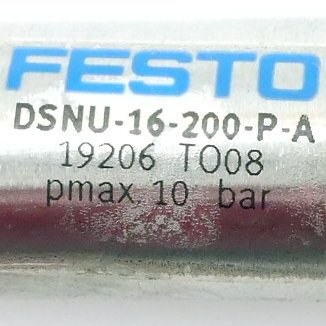 FESTO
DSNU-16-200-P-A
19206 TO08
pmax. 10 bar